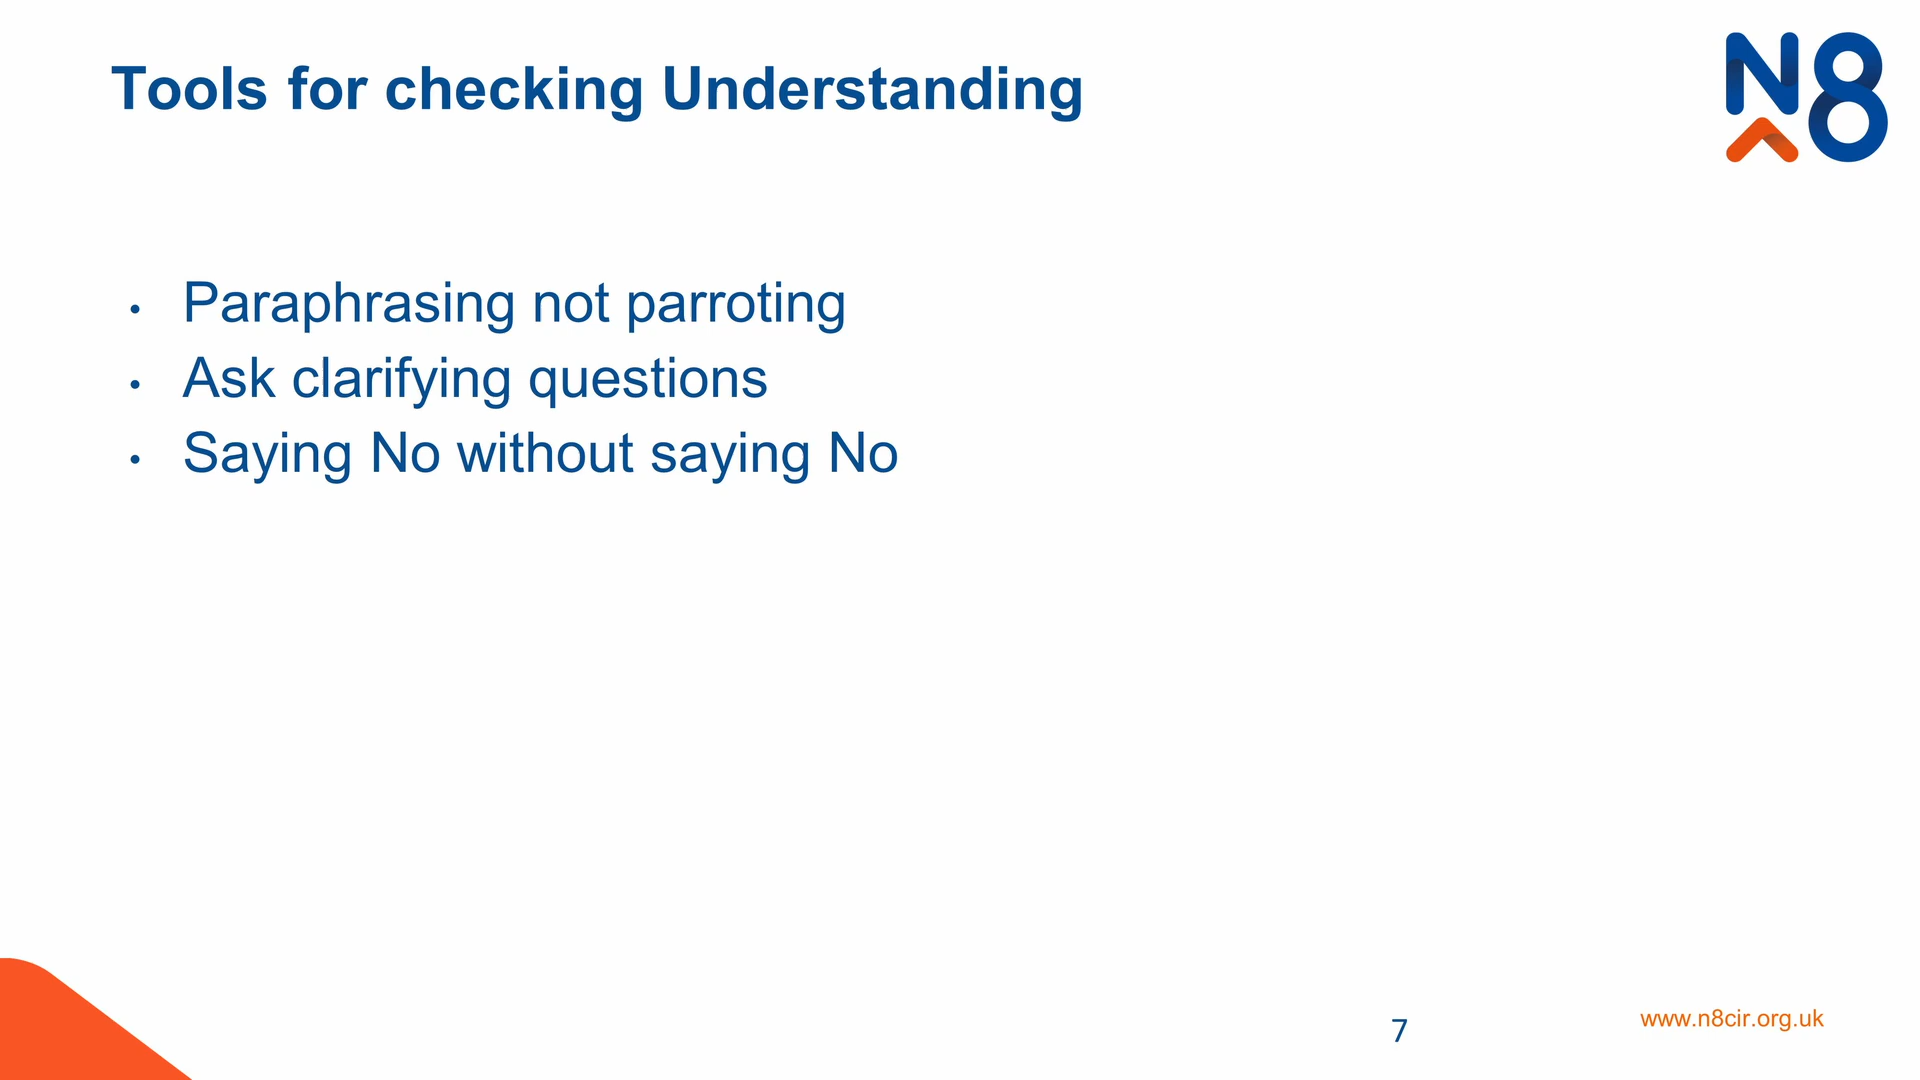 Tools for checking Understanding
N8
• Paraphrasing not parroting
• Ask clarifying questions
• Saying No without saying No
7
www.n8cir.org.uk